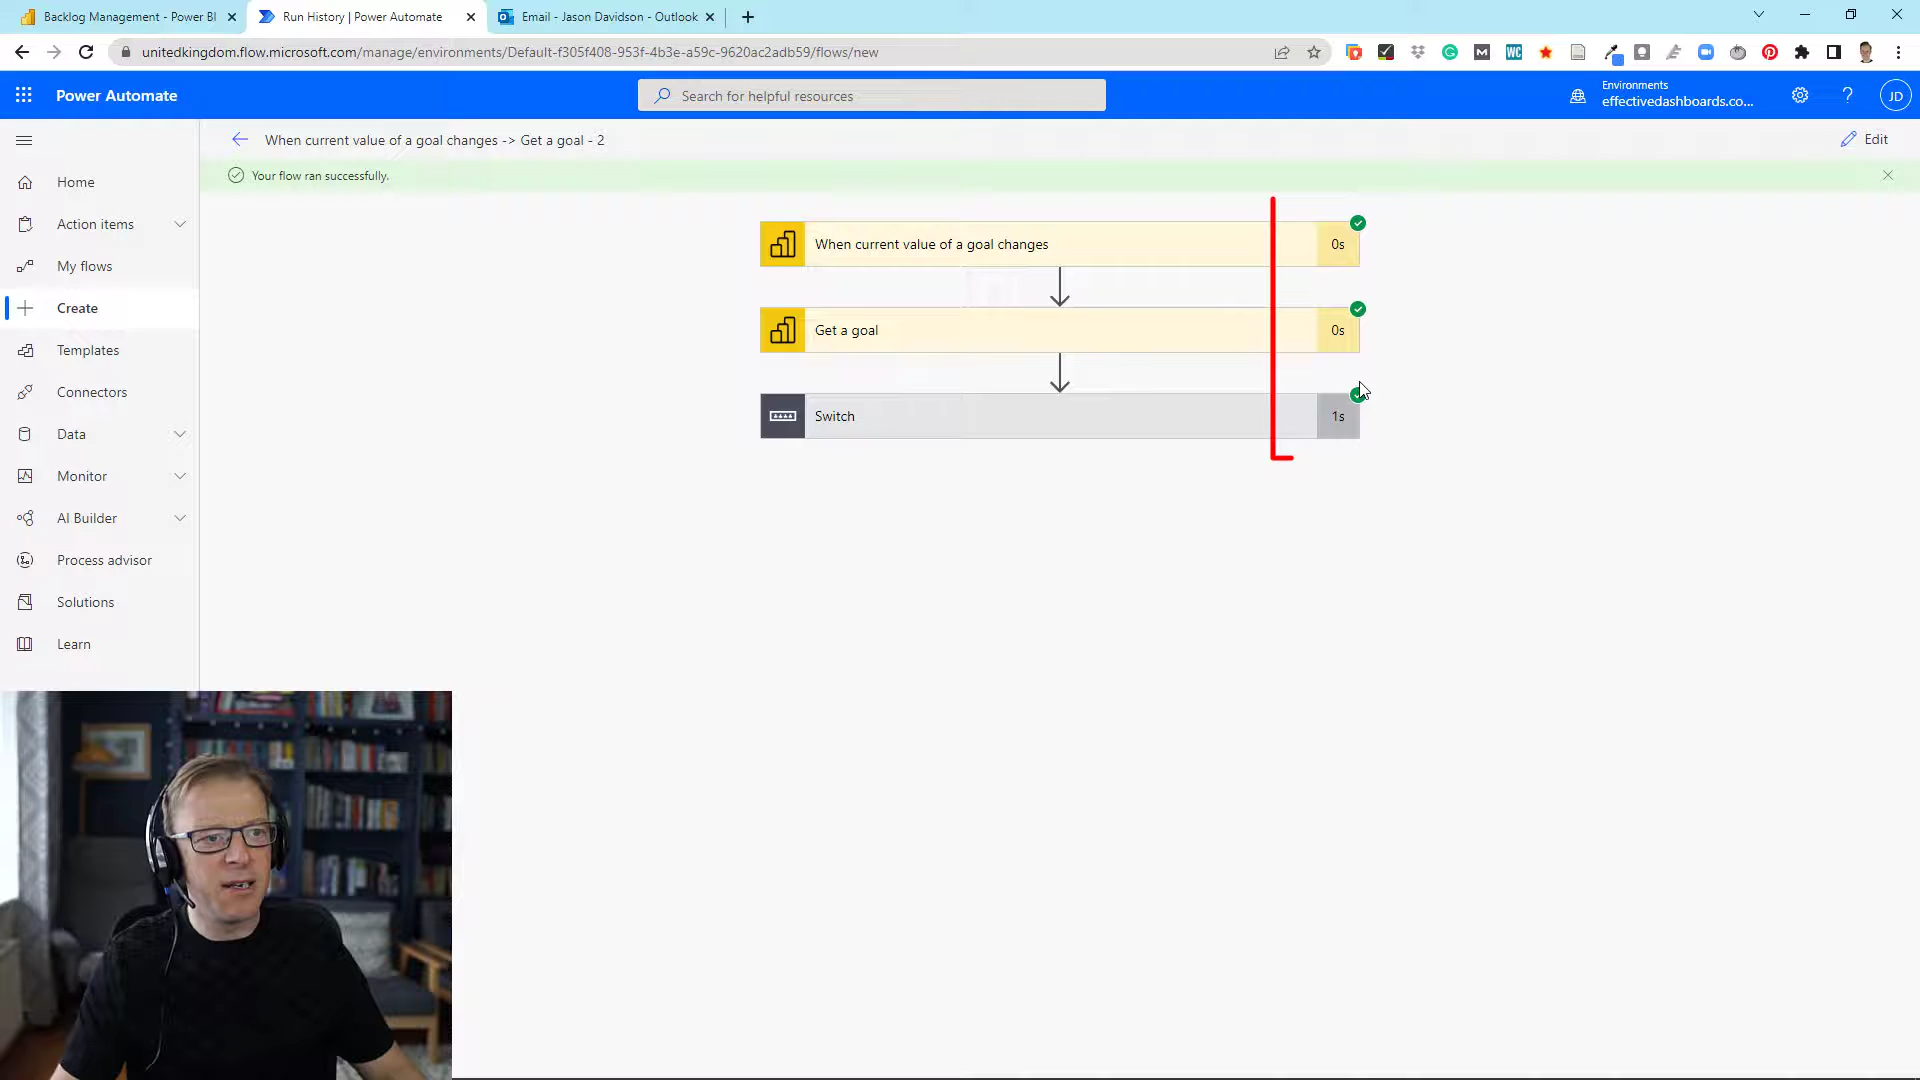 Backlog Management - Power BI
Run History | Power Automate
Email - Jason Davidson - Outlook
unitedkingdom.flow.microsoft.com/manage/environments/Default-f305f408-953f-4b3e-a59c-9620ac2adb59/flows/new
Power Automate
Search for helpful resources
Environments
effectivedashboards.co...
JD
When current value of a goal changes -> Get a goal - 2
Edit
Your flow ran successfully.
Home
Action items
My flows
Create
Templates
Connectors
Data
Monitor
AI Builder
Process advisor
Solutions
Learn
When current value of a goal changes
0s
Get a goal
0s
Switch
1s